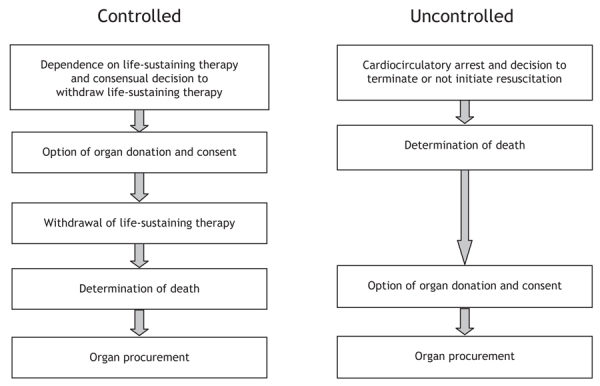 Controlled
Dependence on life-sustaining therapy
and consensual decision to
withdraw life-sustaining therapy
Option of organ donation and consent
Withdrawal of life-sustaining therapy
Determination of death
Organ procurement
Uncontrolled
Cardiocirculatory arrest and decision to
terminate or not initiate resuscitation
Determination of death
Option of organ donation and consent
Organ procurement